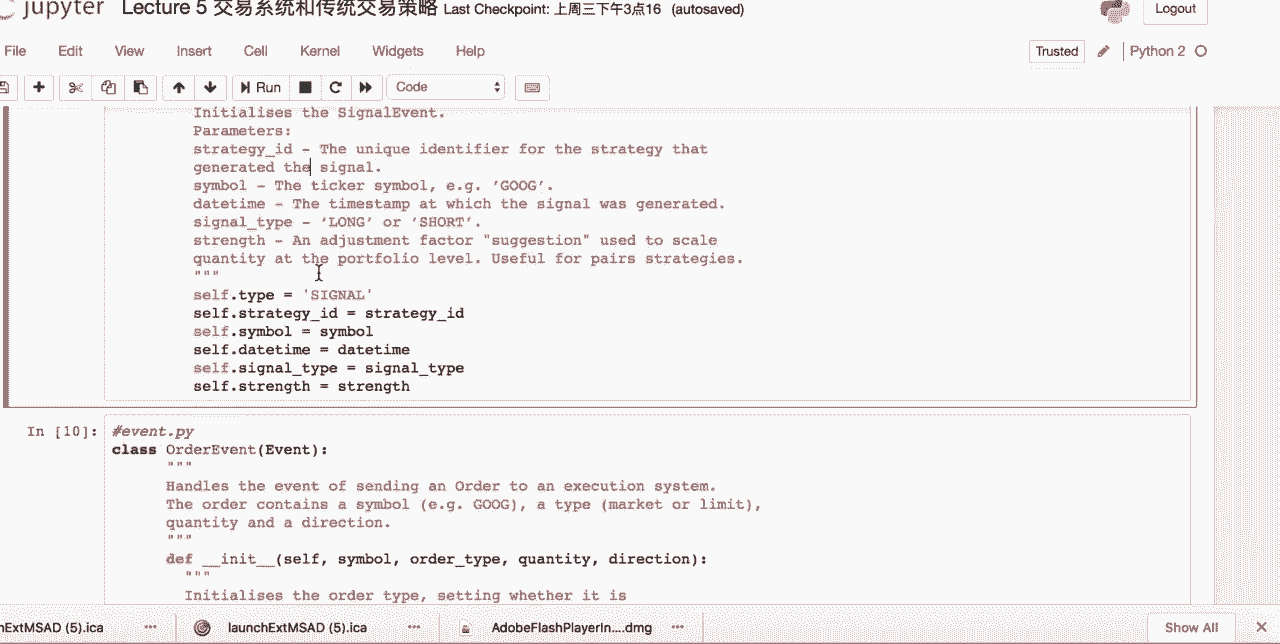 jupyter Lecture 5 交易系统和传统交易策略 Last Checkpoint: 上周三下午3点16 (autosaved)
Logout
File Edit View Insert Cell Kernel Widgets Help
Trusted Python 2
Run Code
Initialises the SignalEvent.
Parameters:
strategy_id - The unique identifier for the strategy that
generated the signal.
symbol - The ticker symbol, e.g. ’GOOG’.
datetime - The timestamp at which the signal was generated.
signal_type - ‘LONG’ or ‘SHORT’.
strength - An adjustment factor "suggestion" used to scale
quantity at the portfolio level. Useful for pairs strategies.
"""
self.type = 'SIGNAL'
self.strategy_id = strategy_id
self.symbol = symbol
self.datetime = datetime
self.signal_type = signal_type
self.strength = strength
In [10]: #event.py
class OrderEvent(Event):
"""
Handles the event of sending an Order to an execution system.
The order contains a symbol (e.g. GOOG), a type (market or limit),
quantity and a direction.
"""
def __init__(self, symbol, order_type, quantity, direction):
"""
Initialises the order type, setting whether it is
nExtMSAD (5).ica launchExtMSAD (5).ica AdobeFlashPlayerIn....dmg Show All